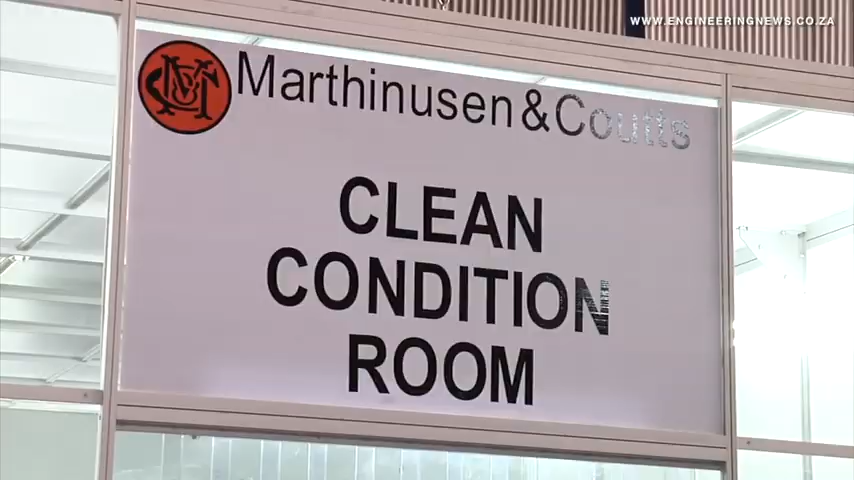 WWW.ENGINEERINGNEWS.CO.ZA
Marthinusen & Coutts
CLEAN
CONDITION
ROOM